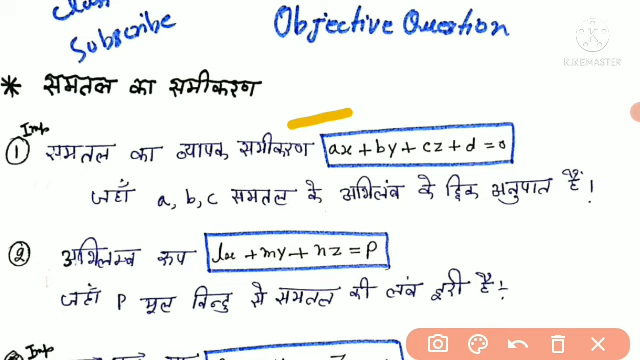 Class
Subscribe
Objective Question
KINEMASTER
* समतल का समीकरण
Imp
① समतल का व्यापक समीकरण ax + by + cz + d = 0
जहाँ a, b, c समतल के अभिलंब के दिक अनुपात हैं।
② अभिलम्ब रूप lx + my + nz = P
जहाँ P मूल बिन्दु से समतल की लंब दूरी है।
Imp